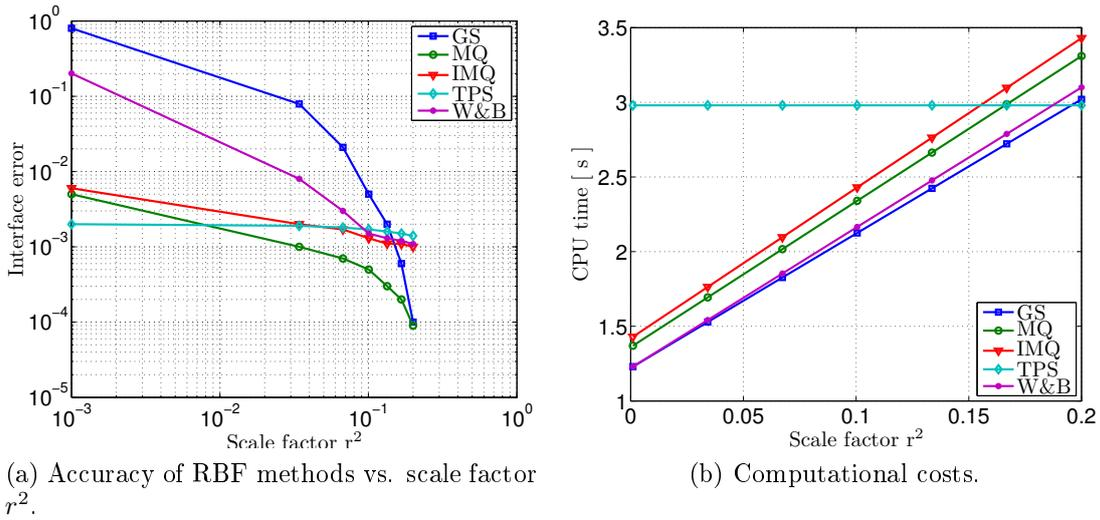 10^0
10^-1
10^-2
10^-3
10^-4
10^-5
Interface error
10^-3 10^-2 10^-1 10^0
Scale factor r^2
GS
MQ
IMQ
TPS
W&B
(a) Accuracy of RBF methods vs. scale factor
r^2.
3.5
3
2.5
2
1.5
1
CPU time [ s ]
0 0.05 0.1 0.15 0.2
Scale factor r^2
GS
MQ
IMQ
TPS
W&B
(b) Computational costs.